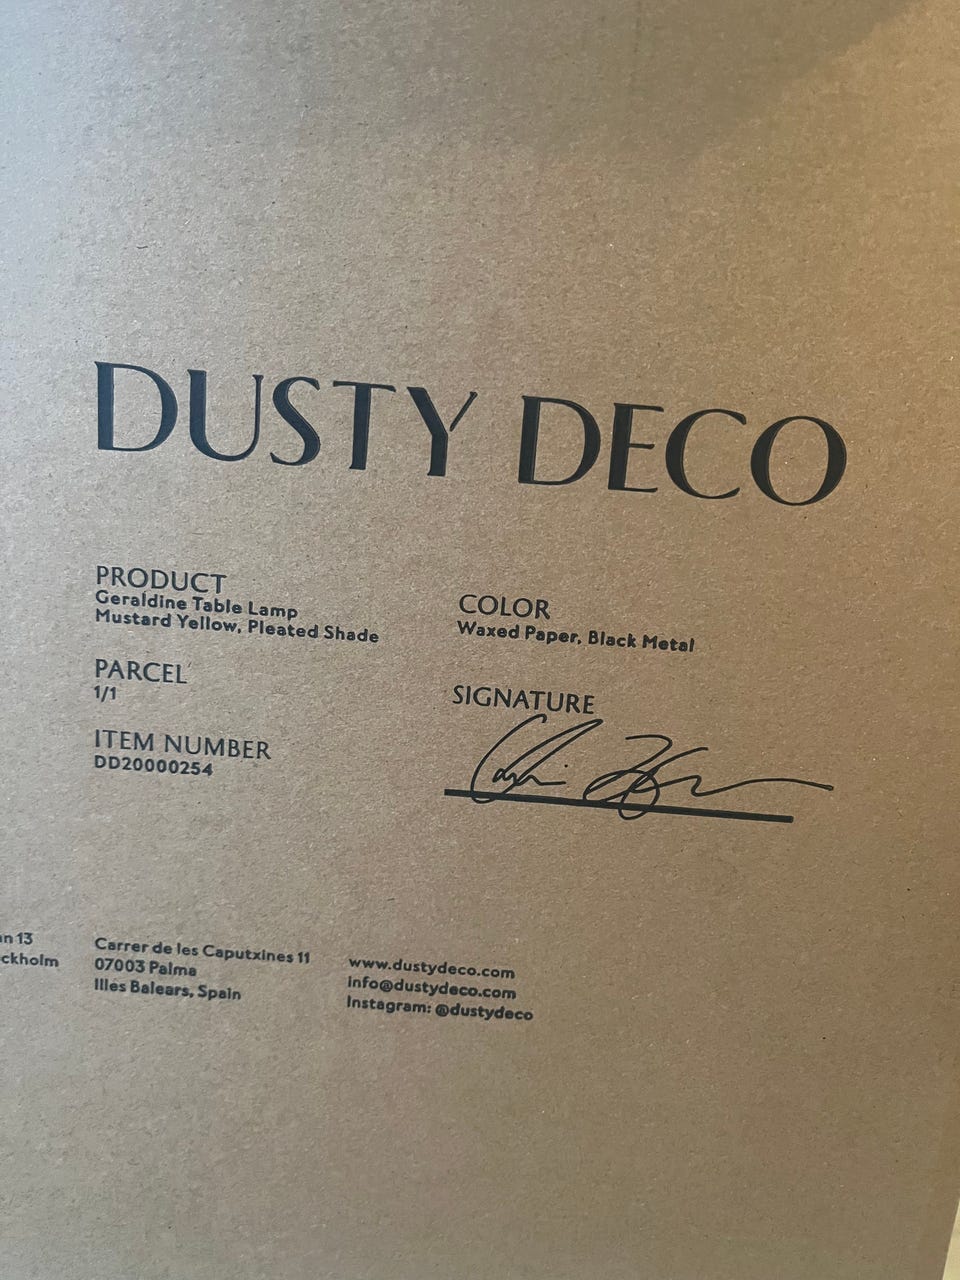 DUSTY DECO
PRODUCT
Geraldine Table Lamp
Mustard Yellow, Pleated Shade
COLOR
Waxed Paper, Black Metal
PARCEL
1/1
SIGNATURE
ITEM NUMBER
DD20000254
13
Carrer de les Caputxines 11
07003 Palma
Illes Balears, Spain
www.dustydeco.com
info@dustydeco.com
Instagram: @dustydeco